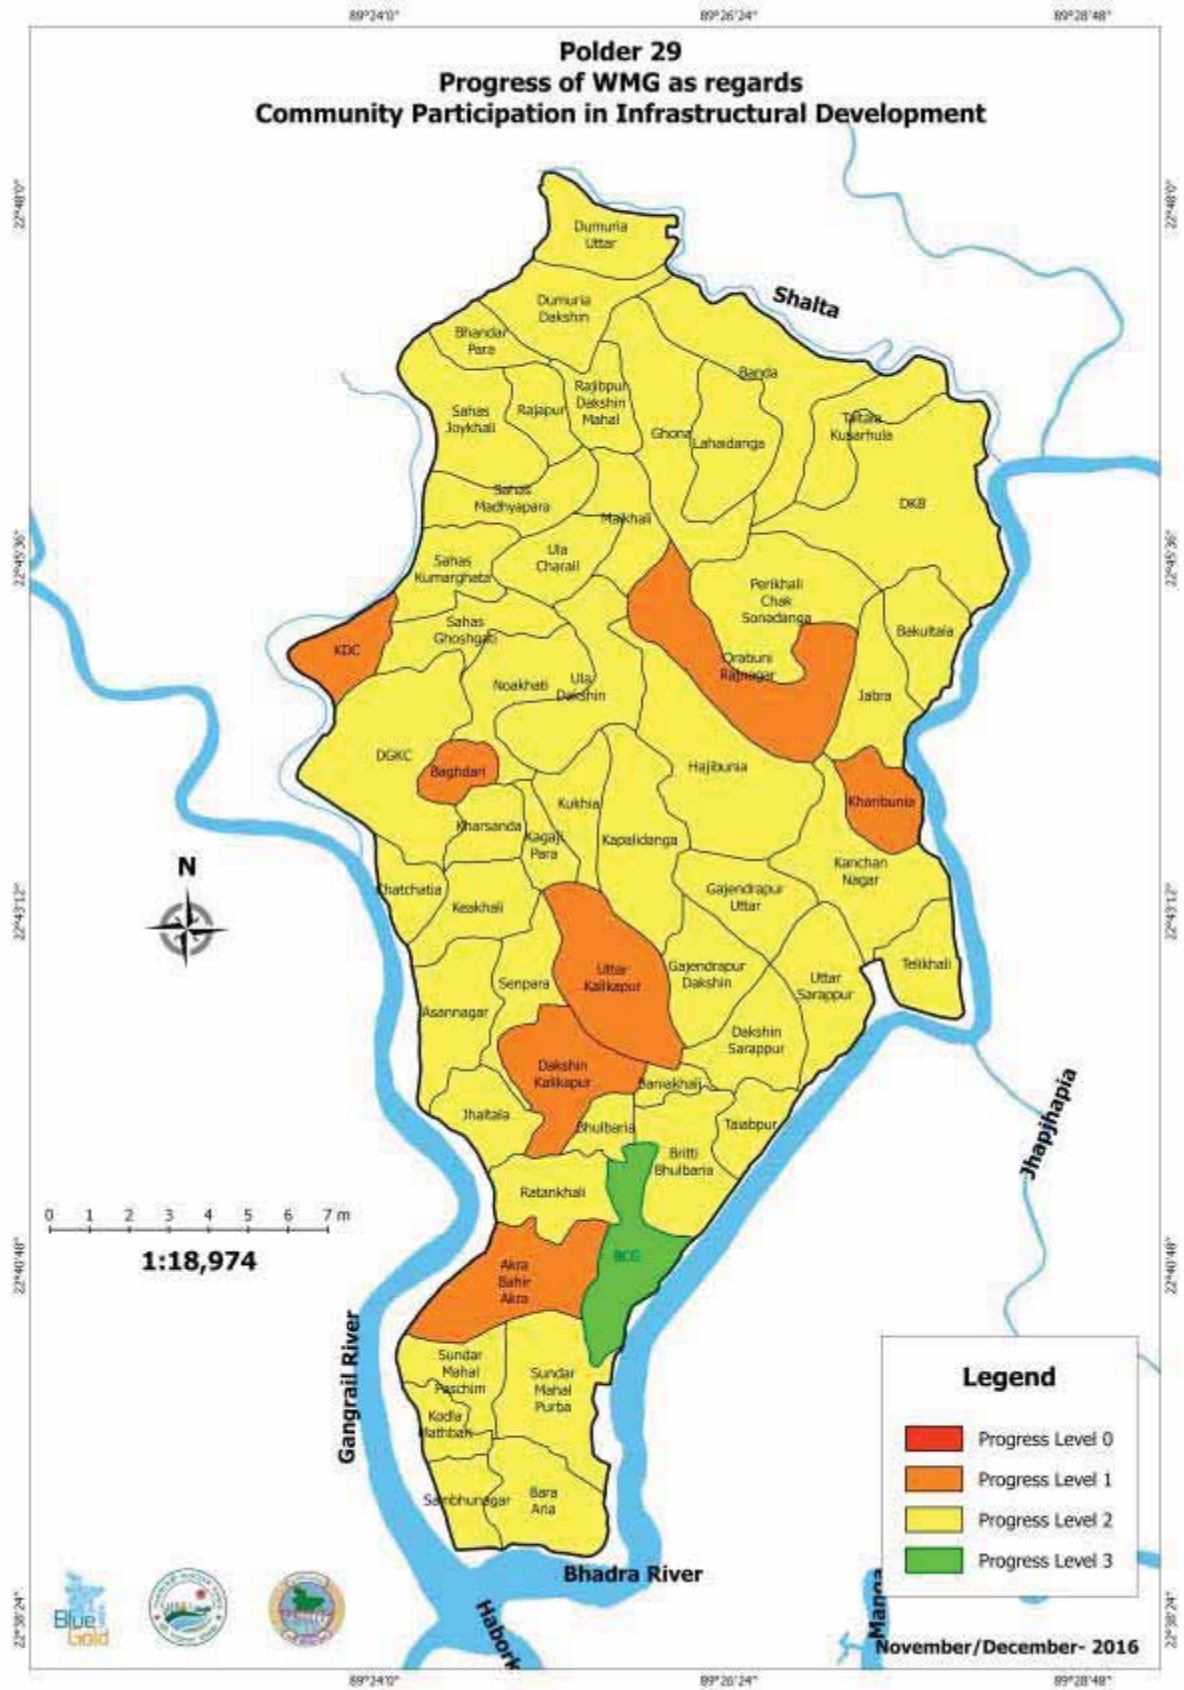 89°24'0"
89°26'24"
89°28'48"
Polder 29
Progress of WMG as regards
Community Participation in Infrastructural Development
22°48'0"
22°48'0"
Dumuria
Uttar
Shalta
Dumuria
Dakshin
Bhandar
Para
Banda
Rajibpur
Dakshin
Mahal
Sahas
Joykhali
Rajapur
Ghona
Lahaidanga
Kusarhula
DKB
Sahas
Madhyapara
Maikhali
22°45'36"
22°45'36"
Ula
Charail
Sahas
Kumarghata
Perikhali
Chak
Sonadanga
Sahas
Ghoshgati
Bakultala
KDC
Orabuni
Rajnagar
Noakhati
Ula
Dakshin
Jabra
DGKC
Baghdari
Hajibunia
Kukhia
Kharibunia
Kharsanda
Kagaji
Para
Kapalidanga
N
Kanchan
Nagar
Chatchatia
Keakhali
Gajendrapur
Uttar
22°43'12"
22°43'12"
Telikhali
Uttar
Kalikapur
Gajendrapur
Dakshin
Senpara
Uttar
Sarappur
Asannagar
Dakshin
Sarappur
Dakshin
Kalikapur
Baniakhali
Jhaltala
Bhulbaria
Taiabpur
Britti
Bhulbaria
Jhapjhapia
Ratankhali
0 1 2 3 4 5 6 7 m
1:18,974
BCG
Akra
Bahir
Akra
22°40'48"
22°40'48"
Gangrail River
Sundar
Mahal
Paschim
Sundar
Mahal
Purba
Kadla
Mathbari
Sambhunagar
Bara
Aria
Legend
Progress Level 0
Progress Level 1
Progress Level 2
Progress Level 3
Bhadra River
Blue
Gold
Habork
Manga
22°38'24"
22°38'24"
November/December- 2016
89°24'0"
89°26'24"
89°28'48"